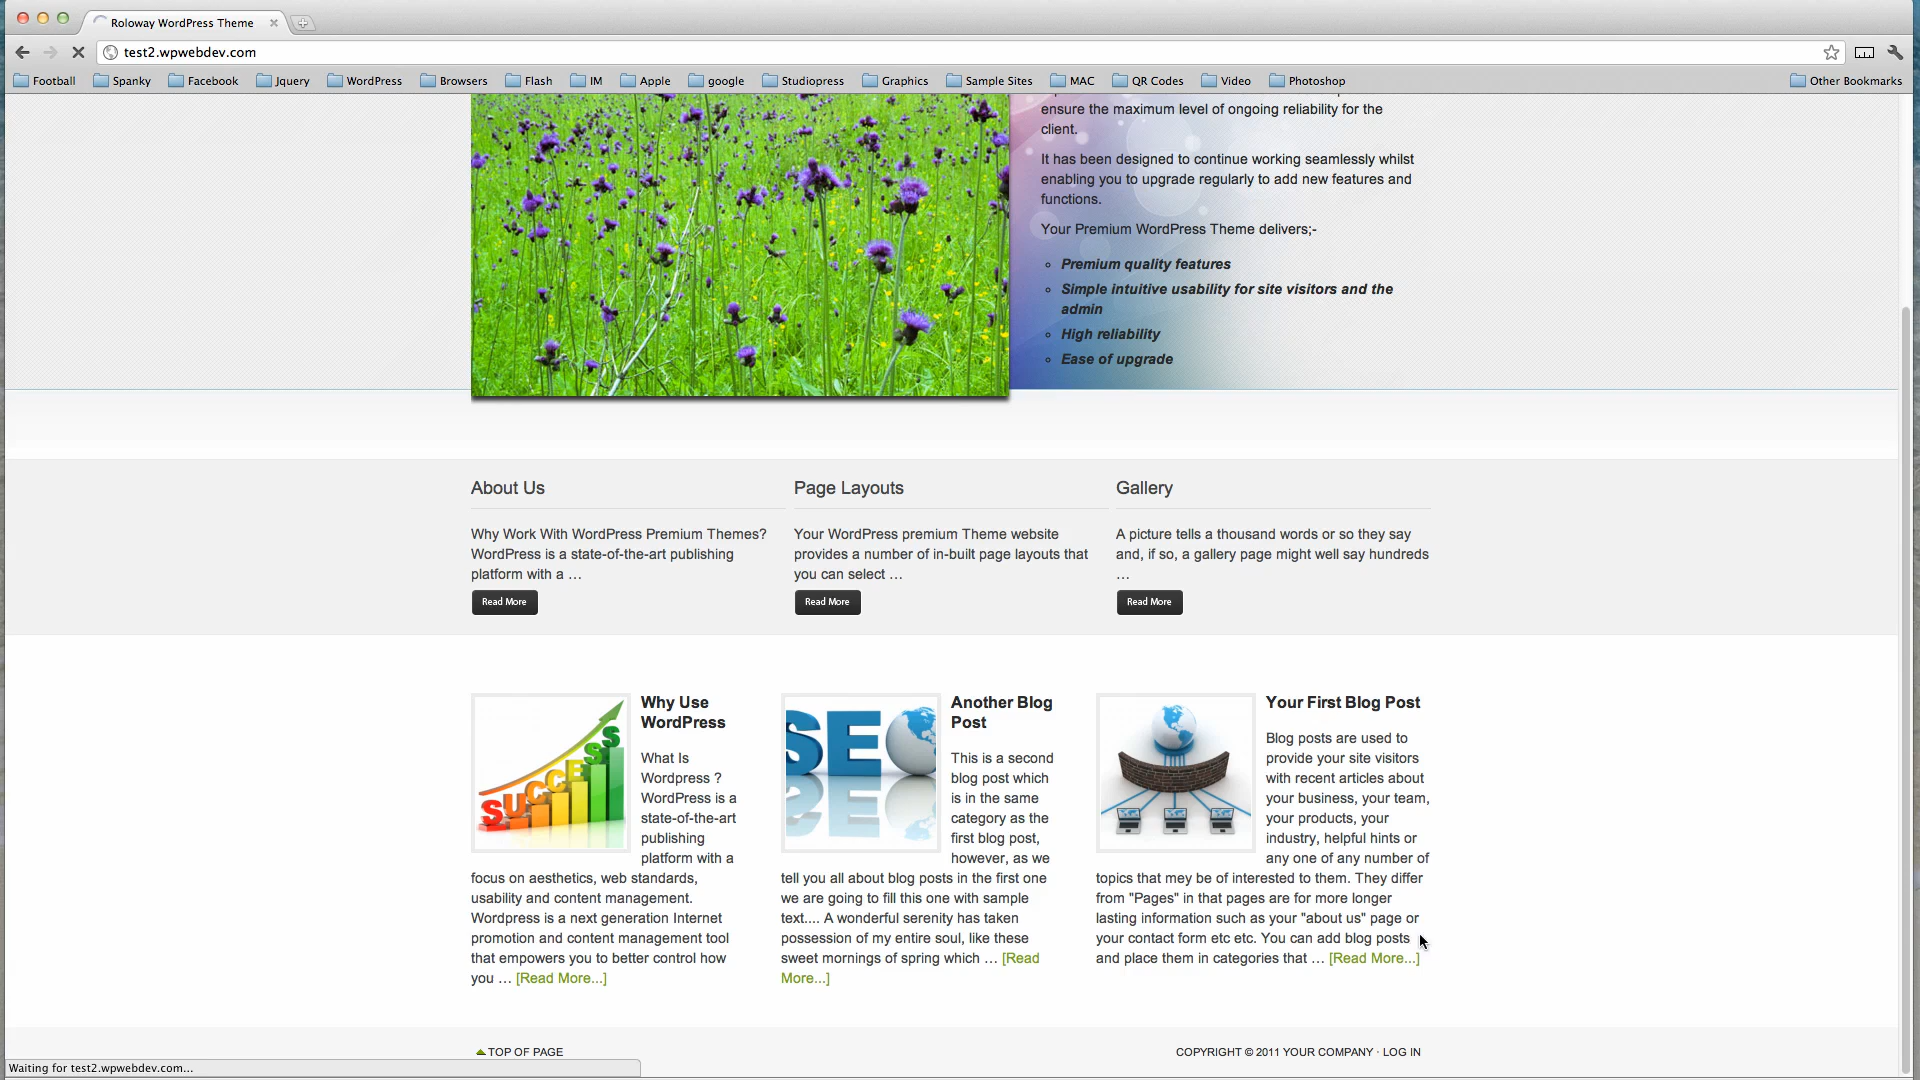 Roloway WordPress Theme
test2.wpwebdev.com
Football Spanky Facebook Jquery WordPress Browsers Flash IM Apple google Studiopress Graphics Sample Sites MAC QR Codes Video Photoshop Other Bookmarks
ensure the maximum level of ongoing reliability for the
client.
It has been designed to continue working seamlessly whilst
enabling you to upgrade regularly to add new features and
functions.
Your Premium WordPress Theme delivers;-
Premium quality features
Simple intuitive usability for site visitors and the
admin
High reliability
Ease of upgrade
About Us
Why Work With WordPress Premium Themes?
WordPress is a state-of-the-art publishing
platform with a …
Read More
Page Layouts
Your WordPress premium Theme website
provides a number of in-built page layouts that
you can select …
Read More
Gallery
A picture tells a thousand words or so they say
and, if so, a gallery page might well say hundreds
…
Read More
SUCCESS
Why Use
WordPress
What Is
Wordpress ?
WordPress is a
state-of-the-art
publishing
platform with a
focus on aesthetics, web standards,
usability and content management.
Wordpress is a next generation Internet
promotion and content management tool
that empowers you to better control how
you … [Read More...]
SEO
Another Blog
Post
This is a second
blog post which
is in the same
category as the
first blog post,
however, as we
tell you all about blog posts in the first one
we are going to fill this one with sample
text.... A wonderful serenity has taken
possession of my entire soul, like these
sweet mornings of spring which … [Read
More...]
Your First Blog Post
Blog posts are used to
provide your site visitors
with recent articles about
your business, your team,
your products, your
industry, helpful hints or
any one of any number of
topics that mey be of interested to them. They differ
from "Pages" in that pages are for more longer
lasting information such as your "about us" page or
your contact form etc etc. You can add blog posts
and place them in categories that … [Read More...]
TOP OF PAGE
COPYRIGHT © 2011 YOUR COMPANY · LOG IN
Waiting for test2.wpwebdev.com...